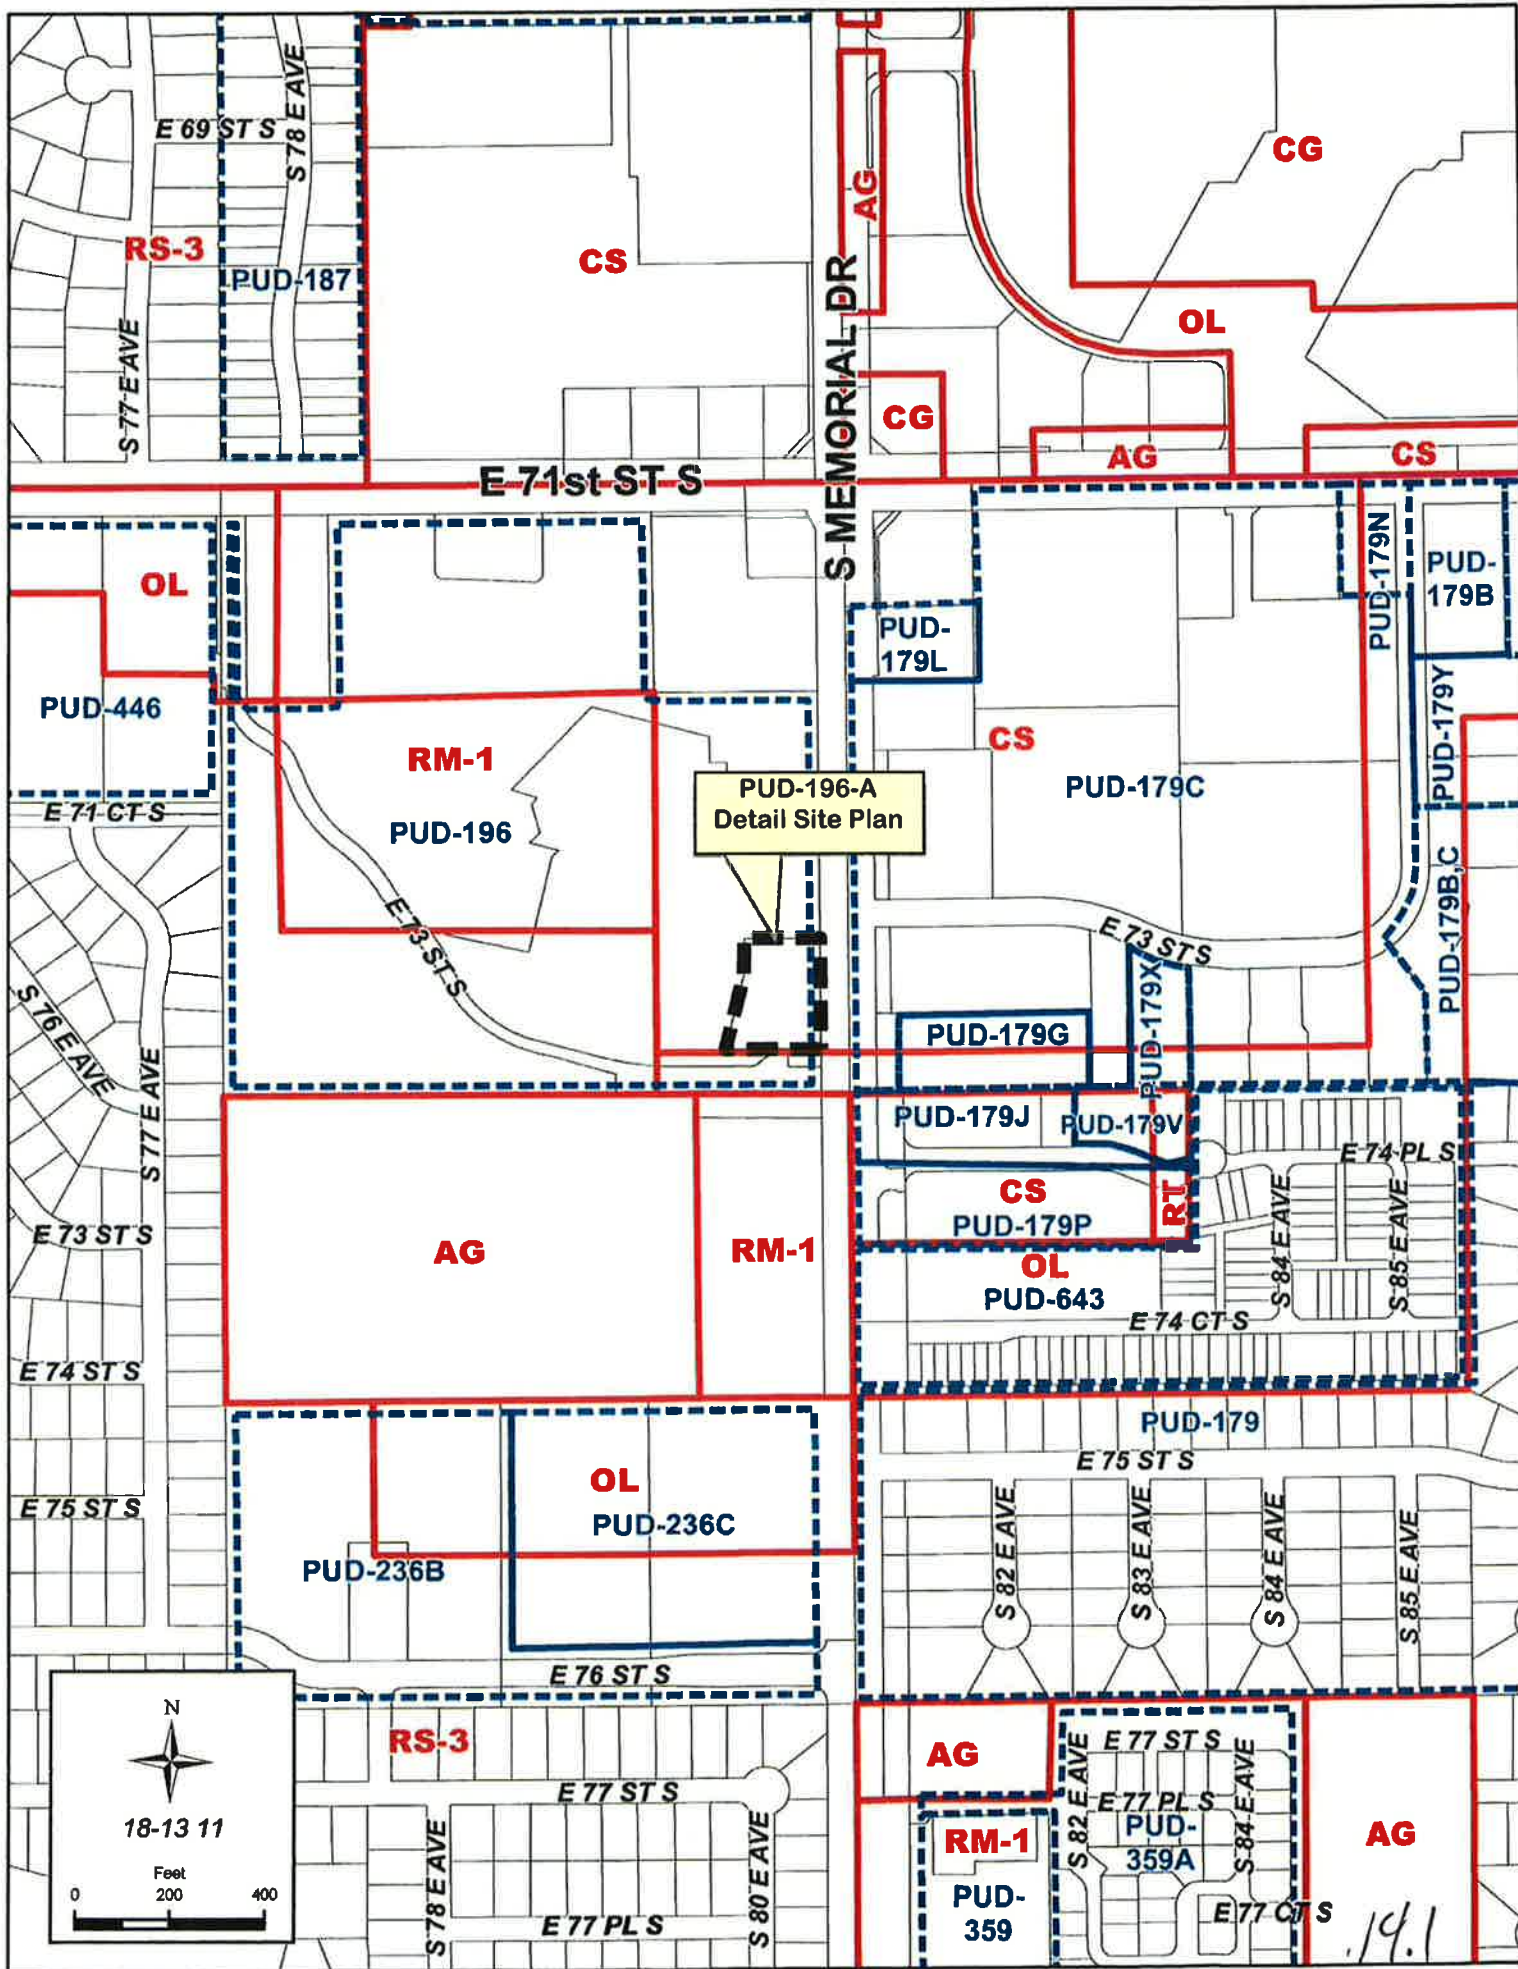 E 69 ST S
S 78 E AVE
RS-3
PUD-187
S 77 E AVE
CS
AG
CG
S MEMORIAL DR
OL
CG
AG
CS
E 71st ST S
OL
PUD-446
E 71 CT S
RM-1
PUD-196
PUD-196-A
Detail Site Plan
E 73 ST S
PUD-
179L
CS
PUD-179C
PUD-179N
PUD-
179B
PUD-179Y
PUD-179B,C
E 73 ST S
PUD-179X
PUD-179G
S 76 E AVE
S 77 E AVE
PUD-179J
PUD-179V
E 74 PL S
CS
PUD-179P
RT
S 84 E AVE
S 85 E AVE
E 73 ST S
AG
RM-1
OL
PUD-643
E 74 CT S
E 74 ST S
PUD-179
E 75 ST S
OL
PUD-236C
PUD-236B
E 75 ST S
S 82 E AVE
S 83 E AVE
S 84 E AVE
S 85 E AVE
E 76 ST S
RS-3
E 77 ST S
S 78 E AVE
S 80 E AVE
E 77 PL S
AG
S 82 E AVE
E 77 ST S
E 77 PL S
S 84 E AVE
PUD-
359A
RM-1
PUD-
359
E 77 CT S
AG
N
18-13 11
Feet
0 200 400
14.1